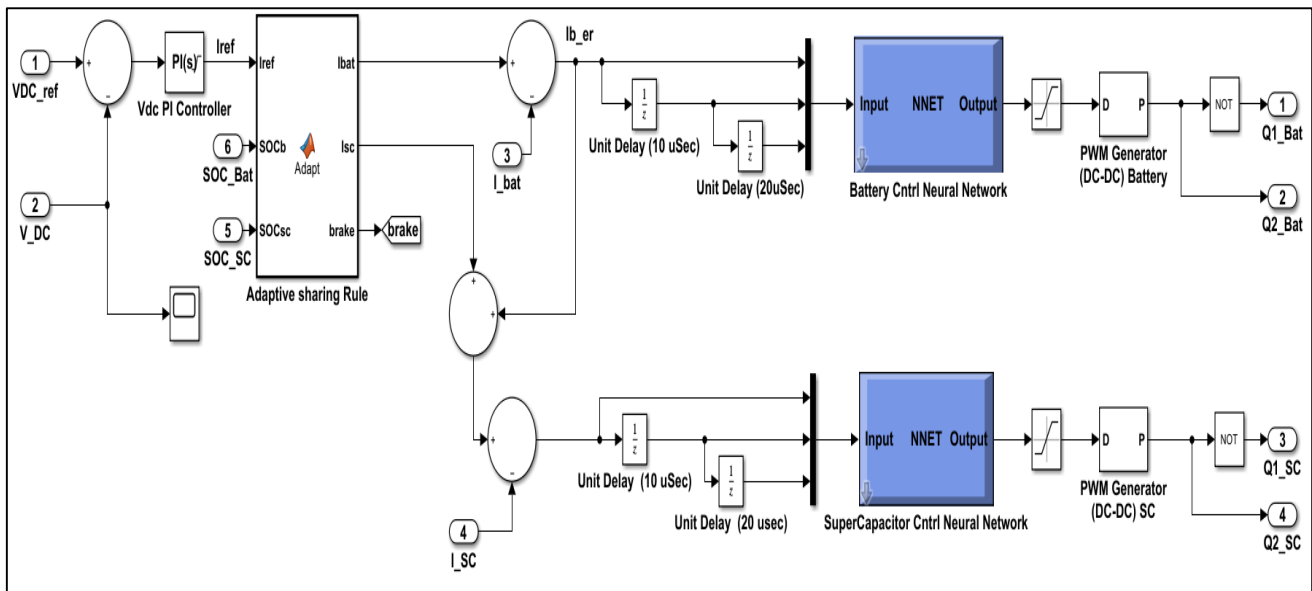 1
VDC_ref
+
−
PI(s)
Vdc PI Controller
Iref
Iref
Ibat
6
SOC_Bat
SOCb
Adapt
Isc
2
V_DC
5
SOC_SC
SOCsc
brake
brake
Adaptive sharing Rule
+
−
Ib_er
3
I_bat
1
z
Unit Delay (10 uSec)
1
z
Unit Delay (20uSec)
Input NNET Output
Battery Cntrl Neural Network
D P
PWM Generator
(DC-DC) Battery
NOT
1
Q1_Bat
2
Q2_Bat
+
+
+
−
4
I_SC
1
z
Unit Delay (10 uSec)
1
z
Unit Delay (20 usec)
Input NNET Output
SuperCapacitor Cntrl Neural Network
D P
PWM Generator
(DC-DC) SC
NOT
3
Q1_SC
4
Q2_SC